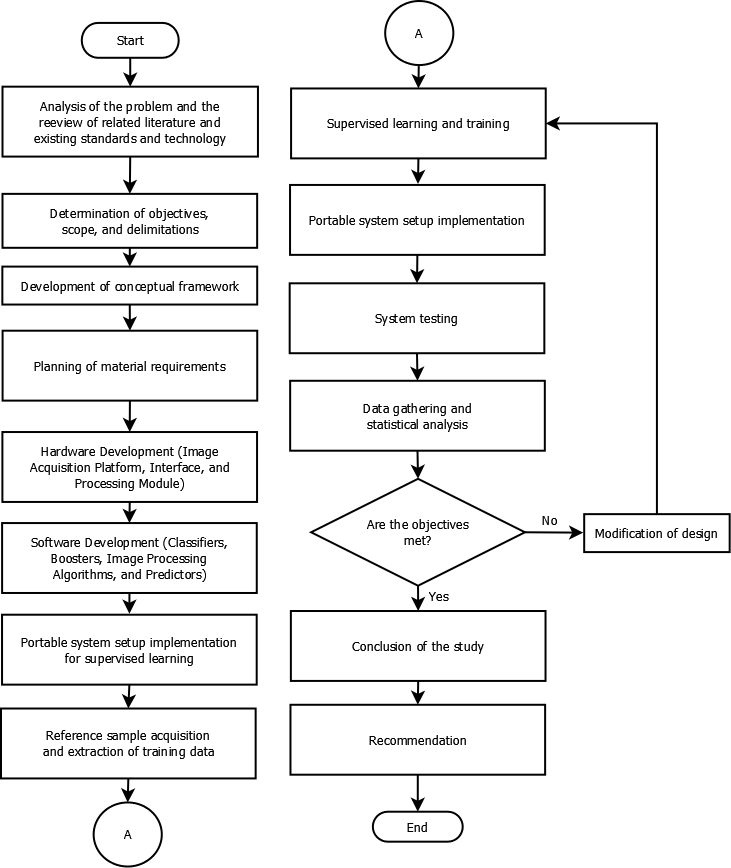 Start
Analysis of the problem and the
reeview of related literature and
existing standards and technology
Determination of objectives,
scope, and delimitations
Development of conceptual framework
Planning of material requirements
Hardware Development (Image
Acquisition Platform, Interface, and
Processing Module)
Software Development (Classifiers,
Boosters, Image Processing
Algorithms, and Predictors)
Portable system setup implementation
for supervised learning
Reference sample acquisition
and extraction of training data
A
A
Supervised learning and training
Portable system setup implementation
System testing
Data gathering and
statistical analysis
Are the objectives
met?
No
Modification of design
Yes
Conclusion of the study
Recommendation
End